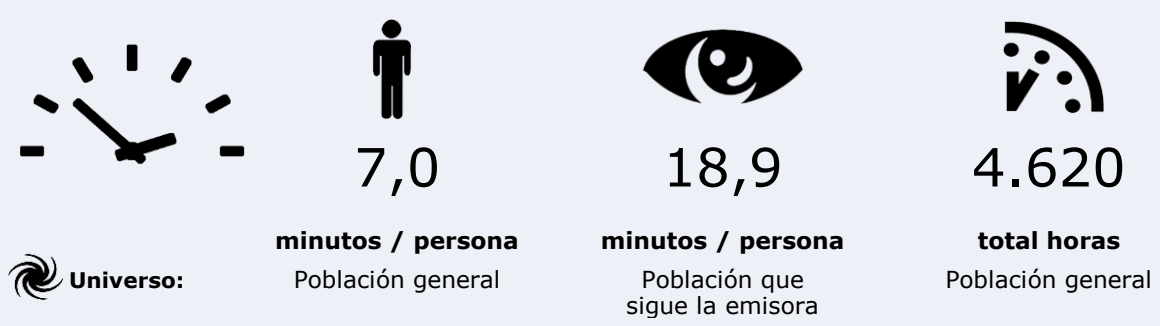 7,0
18,9
4.620
minutos / persona
minutos / persona
total horas
Universo:
Población general
Población que
sigue la emisora
Población general